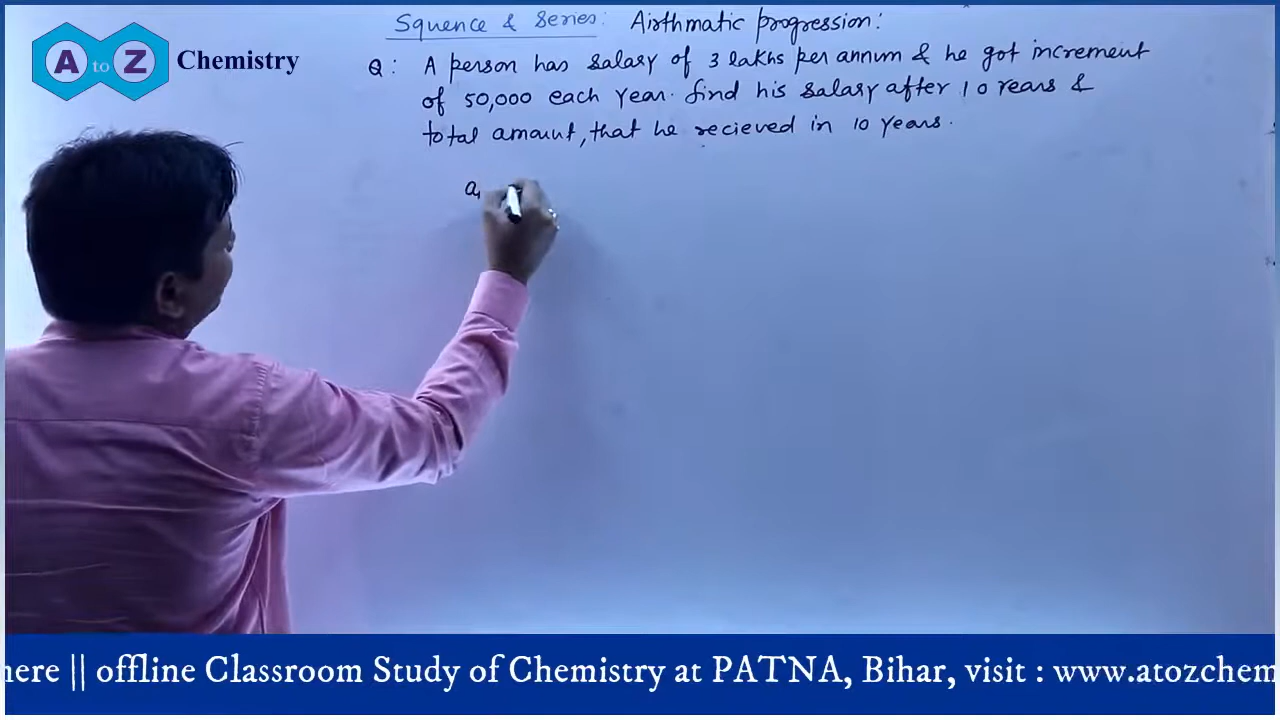 Squence & Series: Airthmatic progression:
A to Z Chemistry
Q: A person has salary of 3 lakhs per annum & he got increment
of 50,000 each year. find his salary after 10 rears &
total amount, that he recieved in 10 years.
a,
here || offline Classroom Study of Chemistry at PATNA, Bihar, visit : www.atozchem